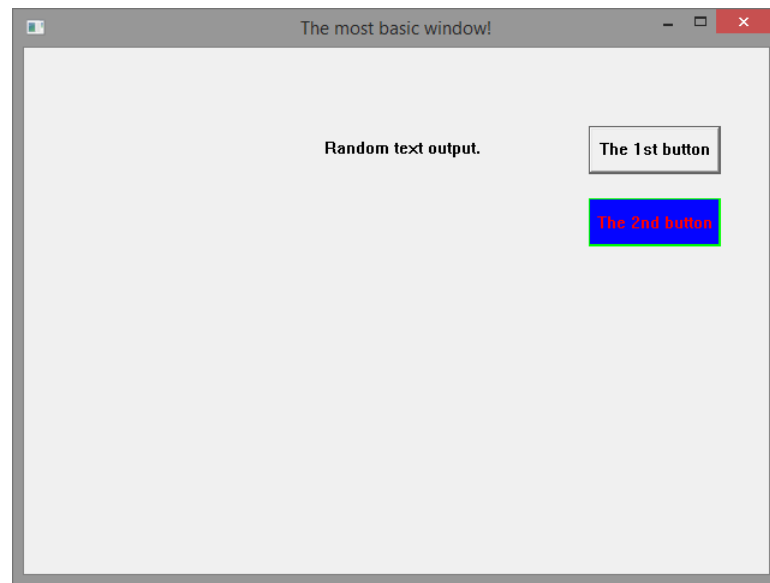 The most basic window!
Random text output.
The 1st button
The 2nd button